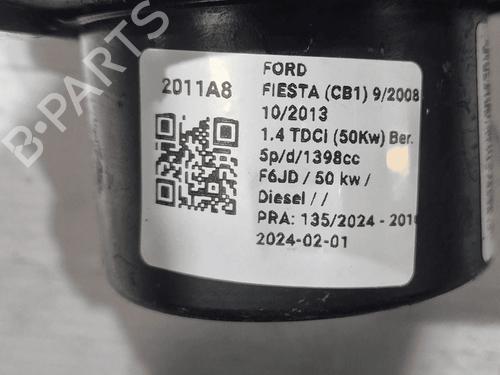 2011A8
FORD
FIESTA (CB1) 9/2008
10/2013
1.4 TDCi (50Kw) Ber.
5p/d/1398cc
F6JD / 50 kw /
Diesel / /
PRA: 135/2024 - 201
2024-02-01
B-PARTS